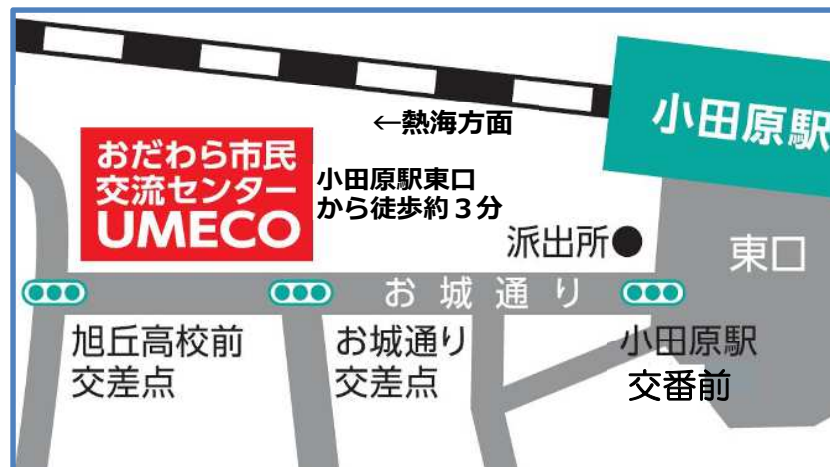 小田原駅
←熱海方面
おだわら市民
交流センター
UMECO
小田原駅東口
から徒歩約３分
派出所●
東口
お城通り
旭丘高校前
交差点
お城通り
交差点
小田原駅
交番前